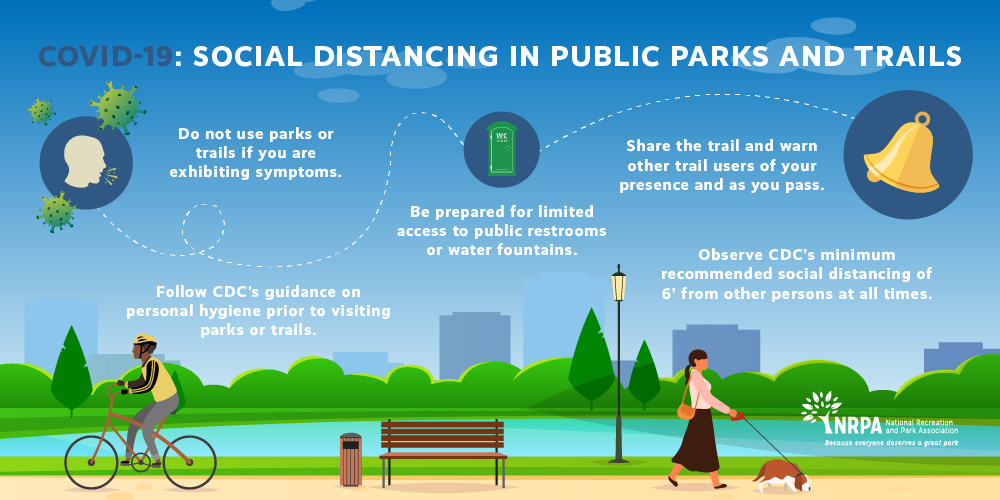 COVID-19: SOCIAL DISTANCING IN PUBLIC PARKS AND TRAILS
Do not use parks or
trails if you are
exhibiting symptoms.
Follow CDC's guidance on
personal hygiene prior to visiting
parks or trails.
WC
Be prepared for limited
access to public restrooms
or water fountains.
Share the trail and warn
other trail users of your
presence and as you pass.
Observe CDC's minimum
recommended social distancing of
6' from other persons at all times.
NRPA National Recreation
and Park Association
Because everyone deserves a great park